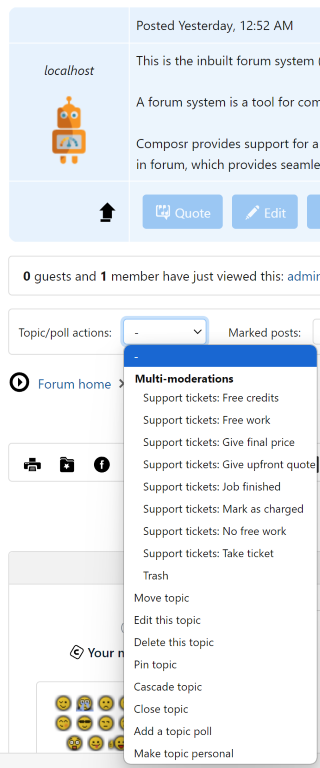 Posted Yesterday, 12:52 AM
localhost
This is the inbuilt forum system
A forum system is a tool for com
Composr provides support for a
in forum, which provides seamle
Quote
Edit
0 guests and 1 member have just viewed this: admin
Topic/poll actions:
-
Marked posts:
-
Multi-moderations
Forum home
Support tickets: Free credits
Support tickets: Free work
Support tickets: Give final price
Support tickets: Give upfront quote
Support tickets: Job finished
Support tickets: Mark as charged
Support tickets: No free work
Support tickets: Take ticket
Trash
Move topic
Edit this topic
Delete this topic
Your
Pin topic
Cascade topic
Close topic
Add a topic poll
Make topic personal